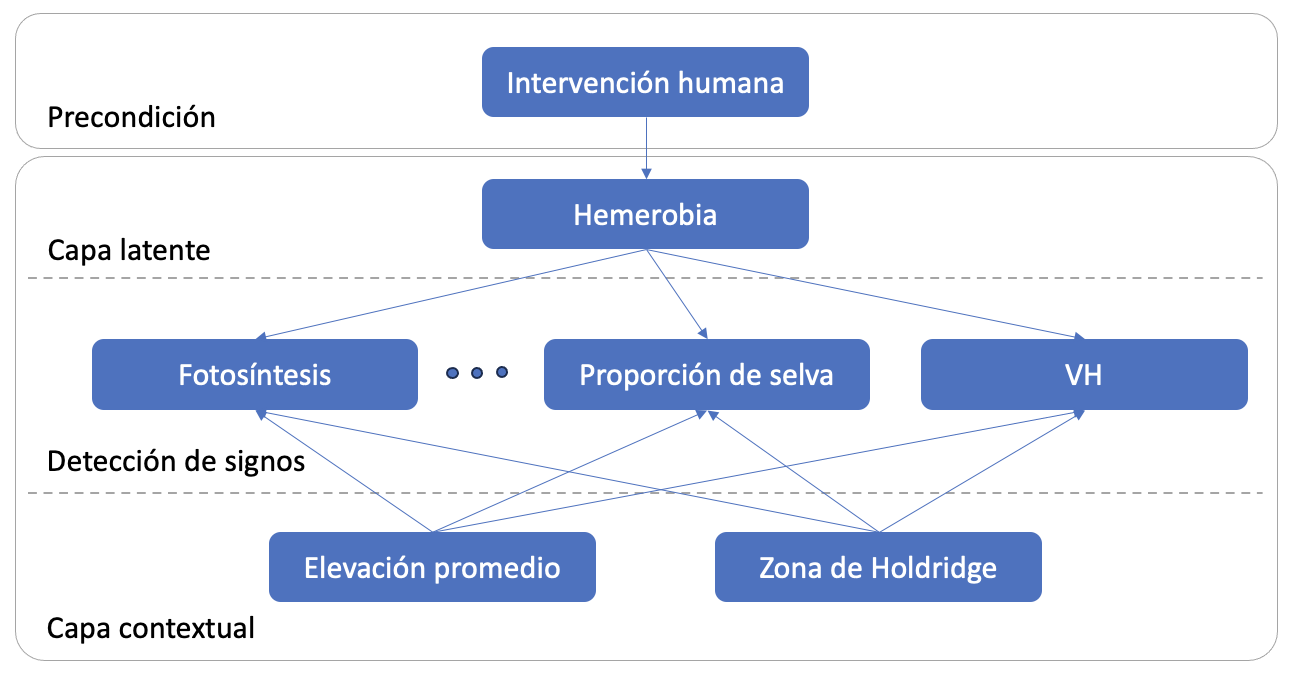 Intervención humana
Precondición
Hemerobia
Capa latente
Fotosíntesis
Proporción de selva
VH
Detección de signos
Elevación promedio
Zona de Holdridge
Capa contextual